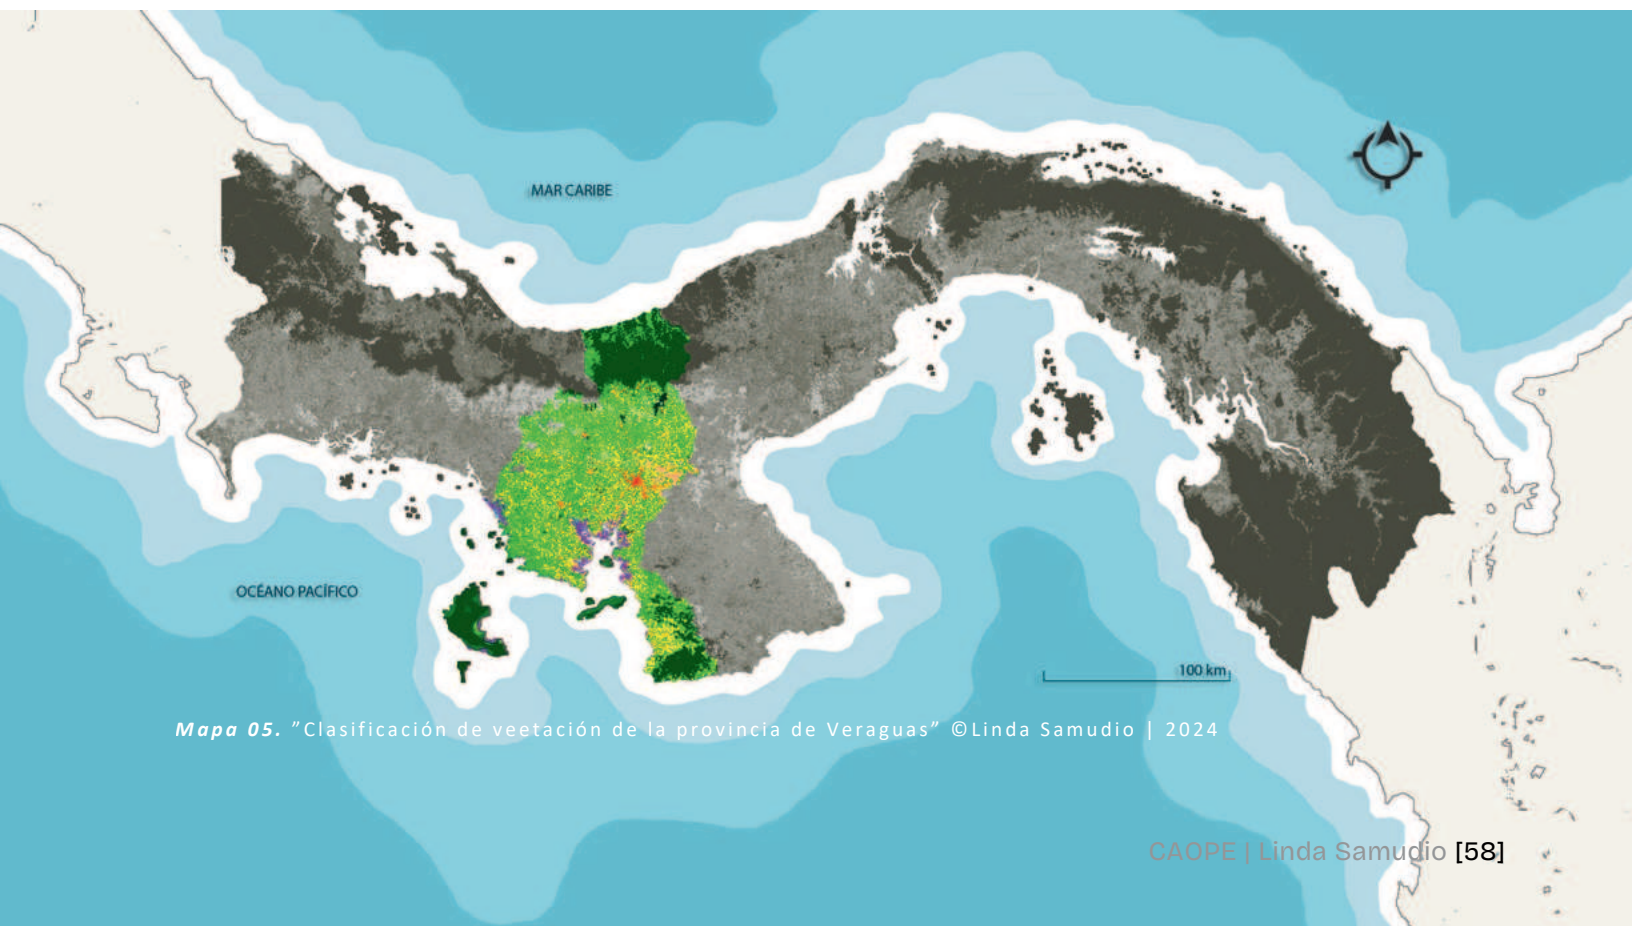 MAR CARIBE
OCÉANO PACÍFICO
100 km
Mapa 05. ”Clasificación de veetación de la provincia de Veraguas” ©Linda Samudio | 2024
CAOPE | Linda Samudio [58]